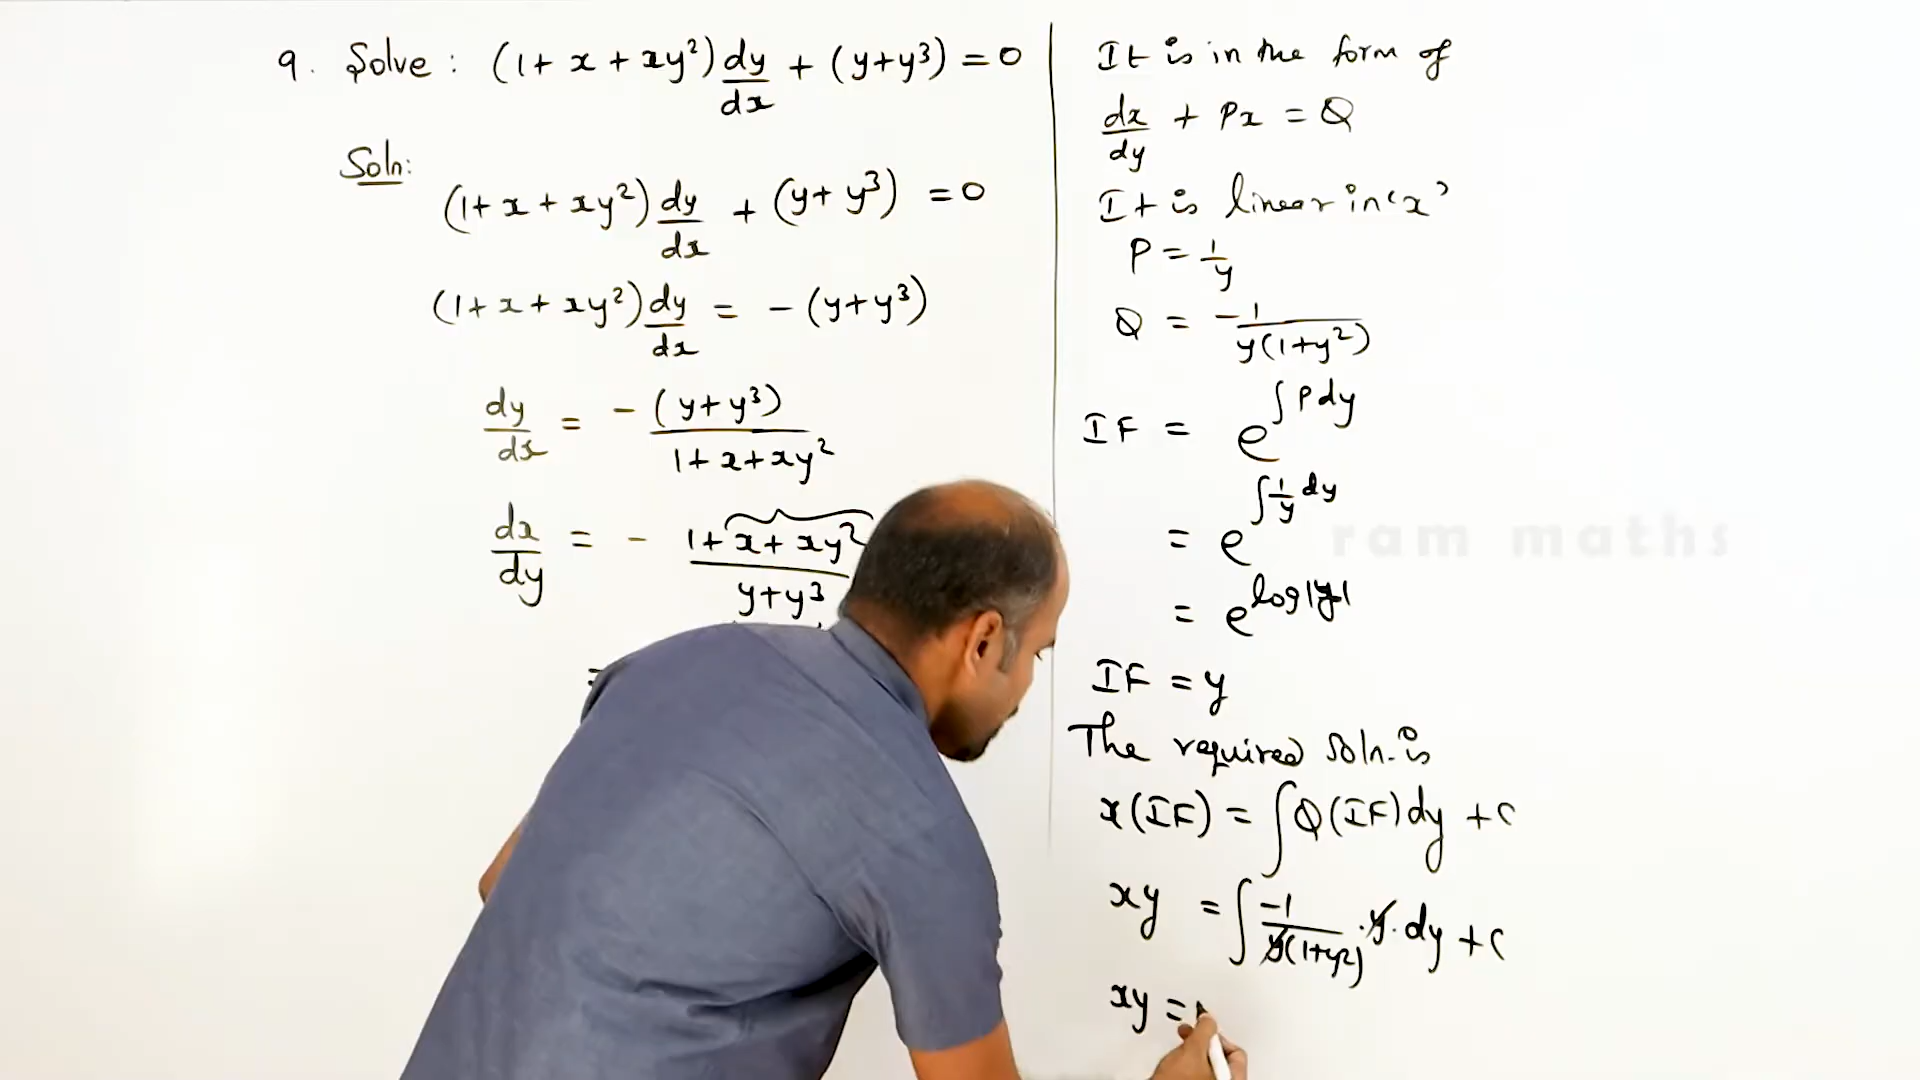 9. Solve : (1 + x + xy²) dy/dx + (y+y³) = 0
Soln:
(1 + x + xy²) dy/dx + (y + y³) = 0
(1 + x + xy²) dy/dx = - (y + y³)
dy/dx = - (y + y³) / 1 + x + xy²
dx/dy = - 1 + x + xy² / y + y³
=
It is in the form of
dx/dy + Px = Q
It is linear in 'x'
P = 1/y
Q = -1 / y(1+y²)
IF = e^∫Pdy
= e^∫1/y dy
= e^log|y|
IF = y
The required Soln. is
x(IF) = ∫Q(IF)dy + C
xy = ∫ -1 / y(1+y²) . y . dy + C
xy =
ram maths